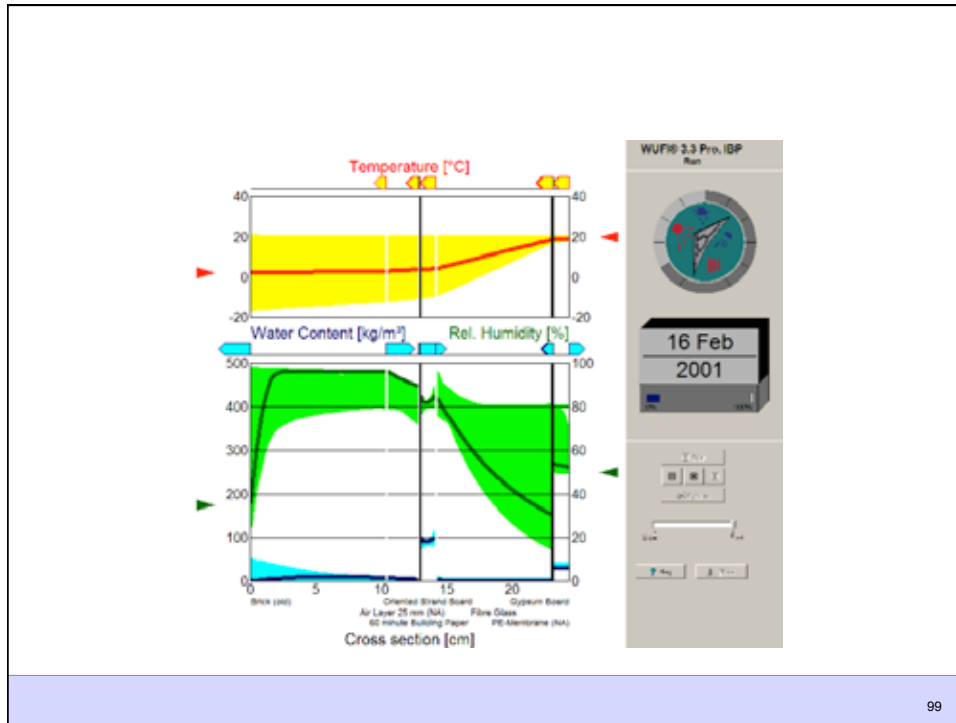 WUFI® 3.3 Pro, IBP
Run
Temperature [°C]
40 40
20 20
0 0
-20 -20
Water Content [kg/m³] Rel. Humidity [%]
500 100
400 80
300 60
200 40
100 20
0 5 10 15 20 0
Brick (old) Oriented Strand Board Gypsum Board
Air Layer 25 mm (NA) Fibre Glass
60 minute Building Paper PE-Membrane (NA)
Cross section [cm]
16 Feb
2001
0% 100%
99